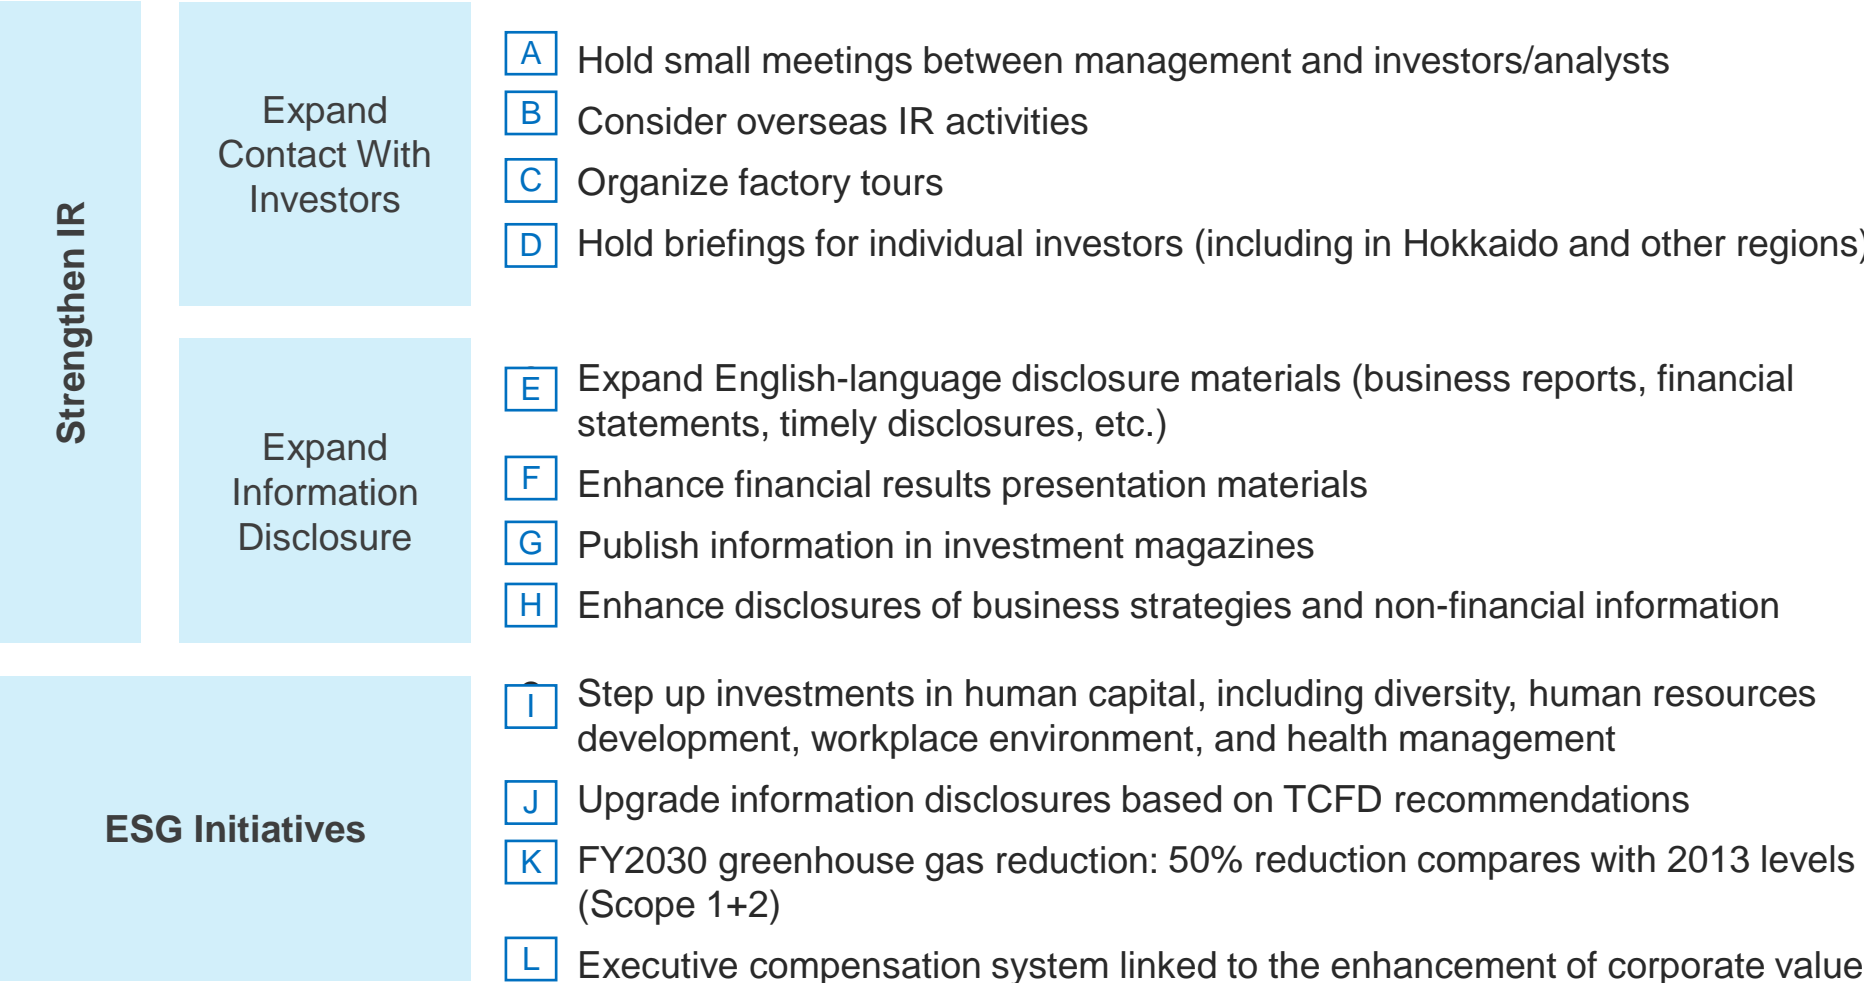 Strengthen IR
Expand
Contact With
Investors
A Hold small meetings between management and investors/analysts
B Consider overseas IR activities
C Organize factory tours
D Hold briefings for individual investors (including in Hokkaido and other regions)
Expand
Information
Disclosure
E Expand English-language disclosure materials (business reports, financial
statements, timely disclosures, etc.)
F Enhance financial results presentation materials
G Publish information in investment magazines
H Enhance disclosures of business strategies and non-financial information
ESG Initiatives
I Step up investments in human capital, including diversity, human resources
development, workplace environment, and health management
J Upgrade information disclosures based on TCFD recommendations
K FY2030 greenhouse gas reduction: 50% reduction compares with 2013 levels
(Scope 1+2)
L Executive compensation system linked to the enhancement of corporate value